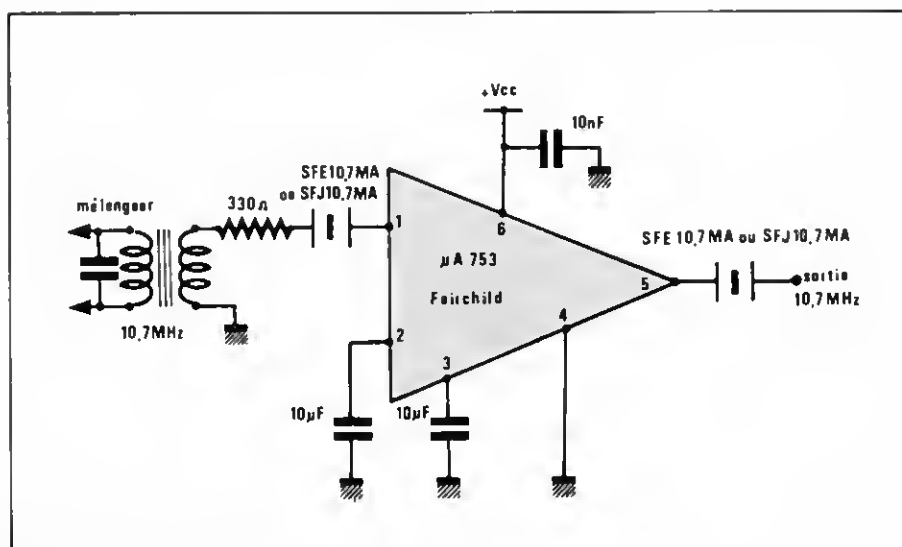 +Vcc
10nF
SFE10,7MA
ou SFJ10,7MA
mélangeur
330Ω
1
6
SFE 10,7MA ou SFJ10,7MA
µA 753
Fairchild
5
sortie
10,7MHz
10,7MHz
2
4
3
10µF
10µF